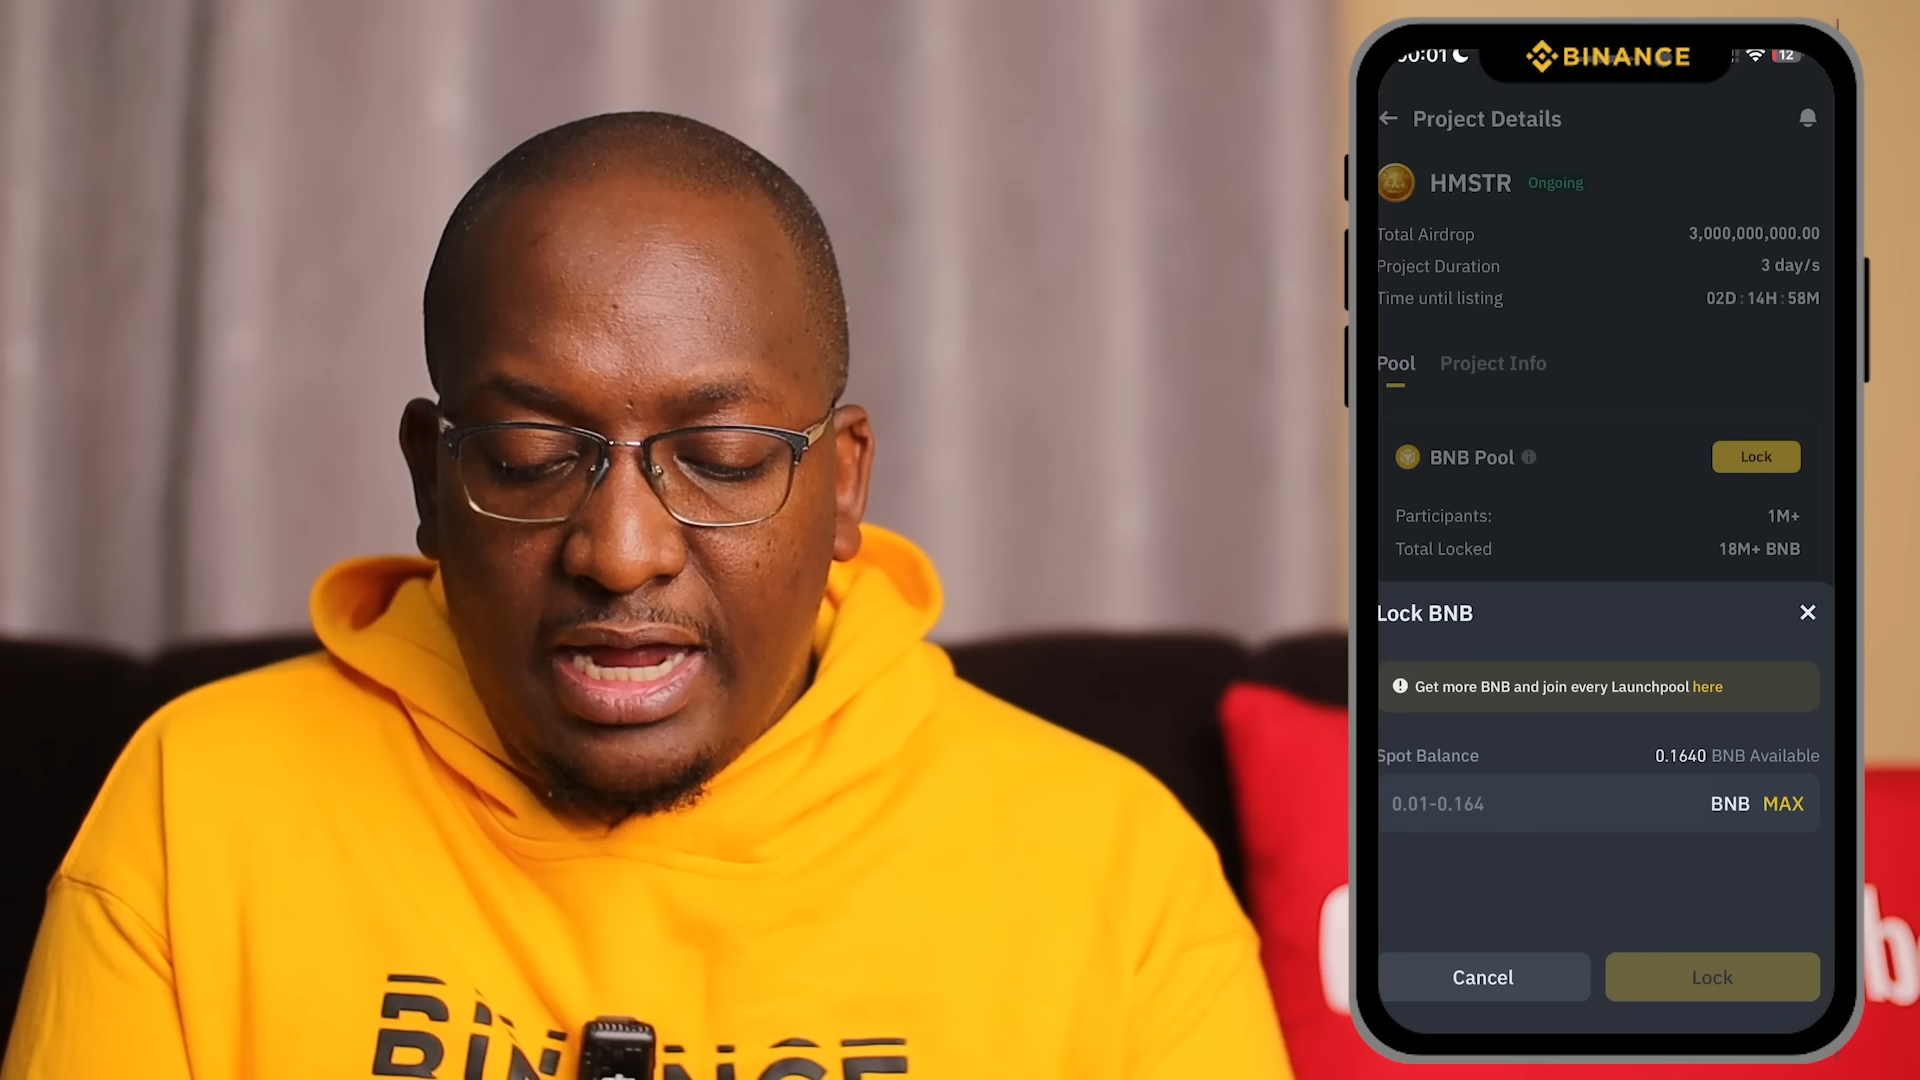 BINANCE
12
Project Details
HMSTR Ongoing
Total Airdrop 3,000,000,000.00
Project Duration 3 day/s
Time until listing 02D : 14H : 58M
Pool Project Info
BNB Pool Lock
Participants: 1M+
Total Locked 18M+ BNB
Lock BNB
Get more BNB and join every Launchpool here
Spot Balance 0.1640 BNB Available
0.01-0.164 BNB MAX
Cancel Lock